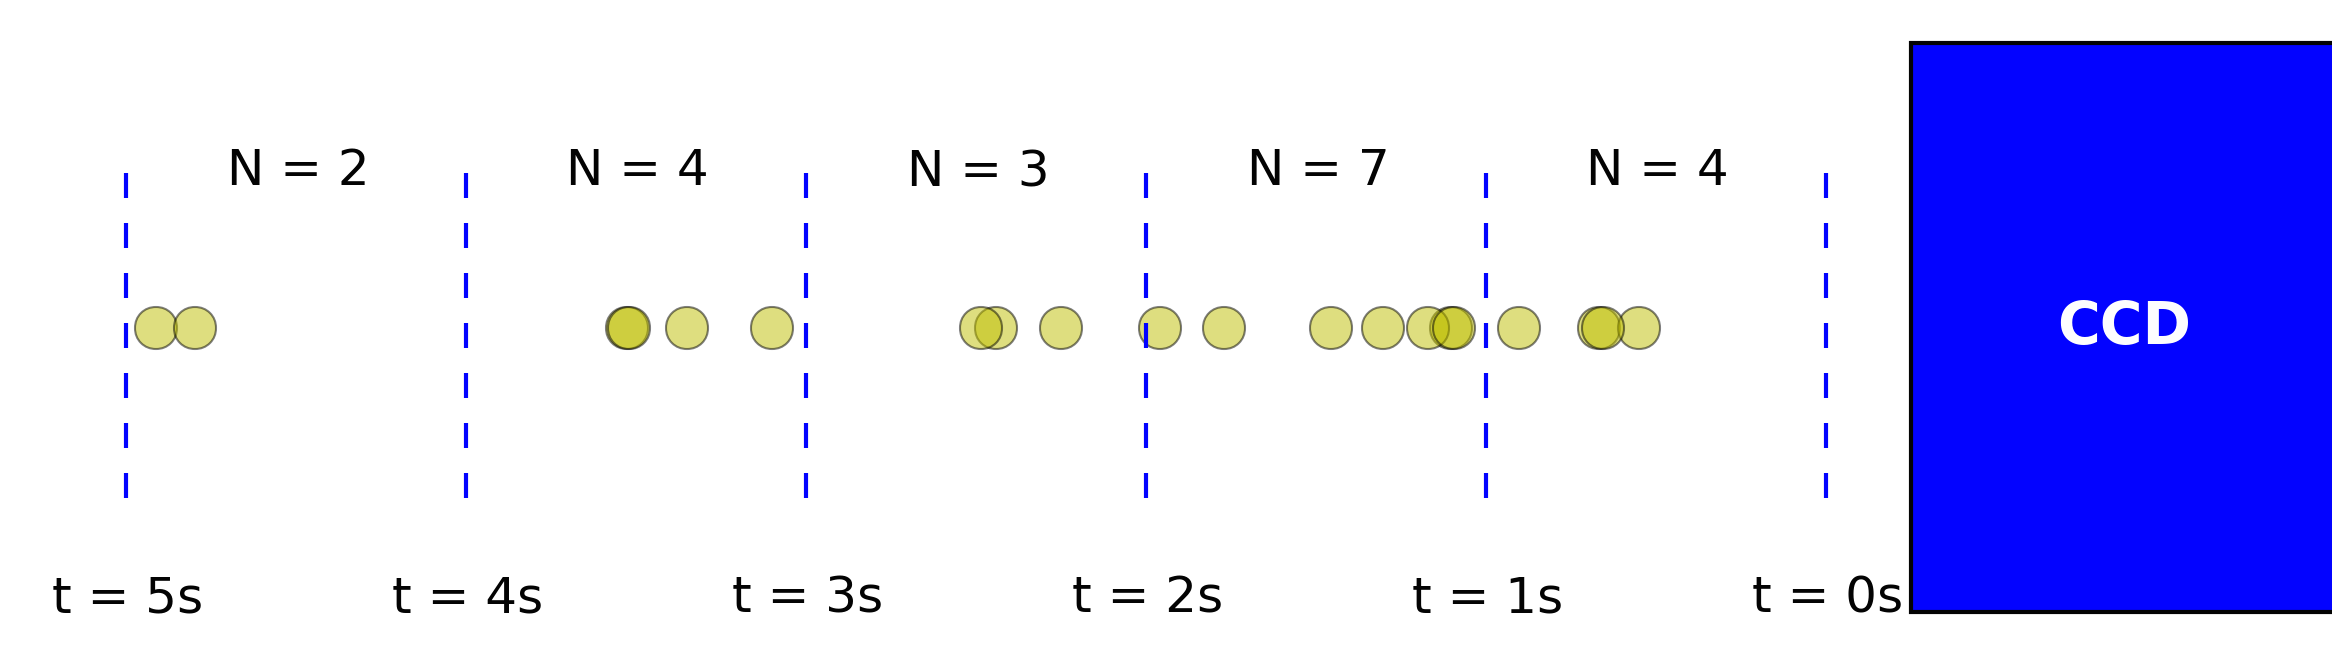 N = 2
N = 4
N = 3
N = 7
N = 4
CCD
t = 5s
t = 4s
t = 3s
t = 2s
t = 1s
t = 0s